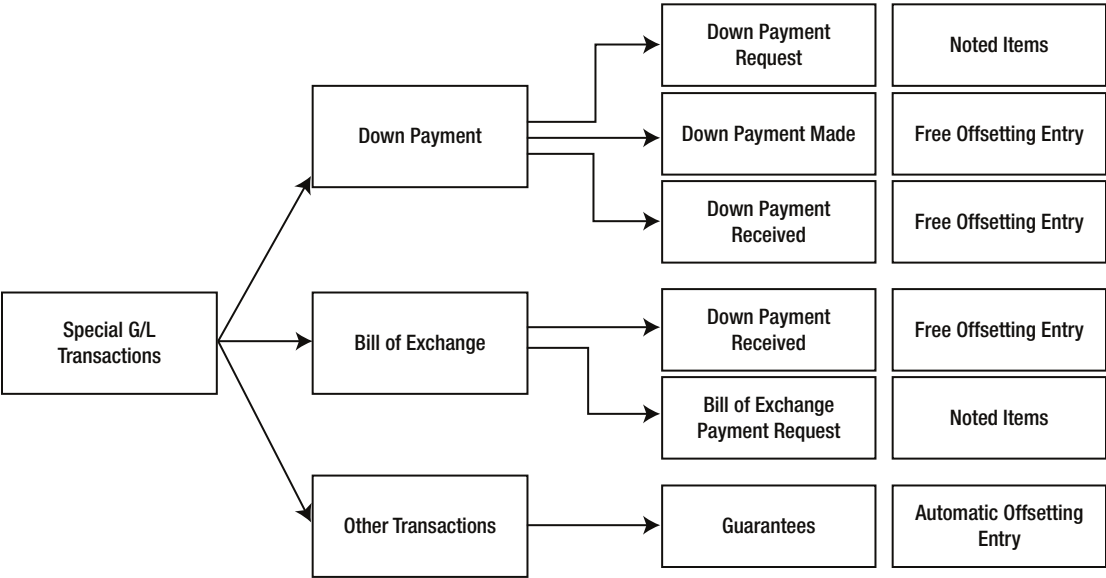 Down Payment
Request
Noted Items
Down Payment
Down Payment Made
Free Offsetting Entry
Down Payment
Received
Free Offsetting Entry
Special G/L
Transactions
Bill of Exchange
Down Payment
Received
Free Offsetting Entry
Bill of Exchange
Payment Request
Noted Items
Other Transactions
Guarantees
Automatic Offsetting
Entry